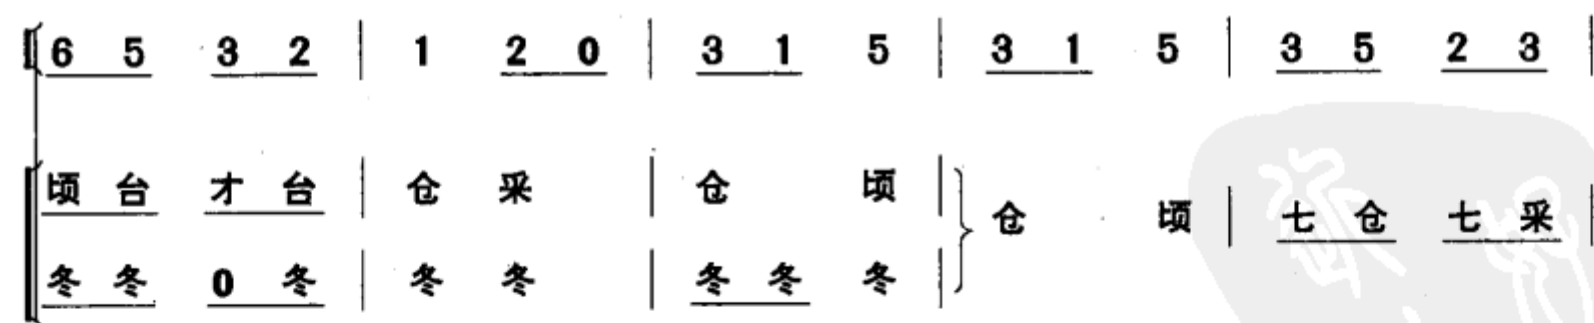 6 5 3 2 | 1 2 0 | 3 1 5 | 3 1 5 | 3 5 2 3 |
顷 台 才 台 | 仓 采 | 仓 顷 | 仓 顷 | 七 仓 七 采 |
冬 冬 0 冬 | 冬 冬 | 冬 冬 冬 |